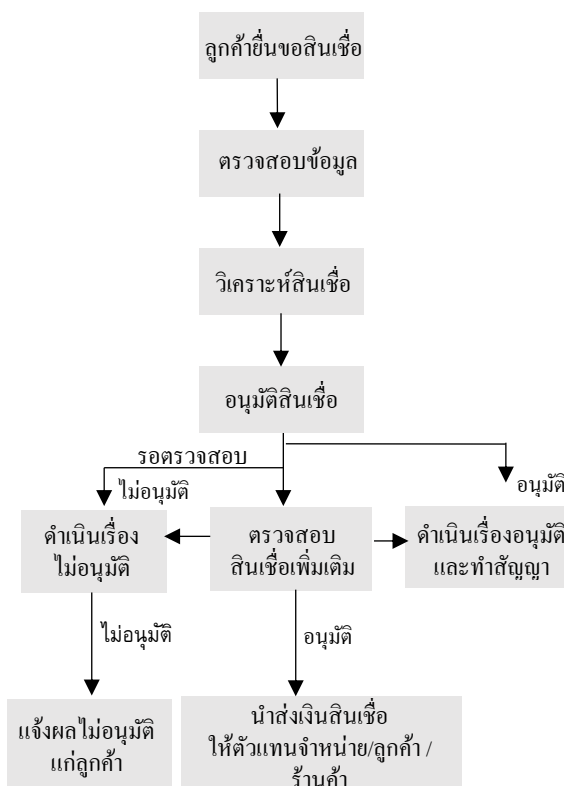 ลูกค้ายื่นขอสินเชื่อ
ตรวจสอบข้อมูล
วิเคราะห์สินเชื่อ
อนุมัติสินเชื่อ
รอตรวจสอบ
ไม่อนุมัติ
อนุมัติ
ดำเนินเรื่อง
ไม่อนุมัติ
ตรวจสอบ
สินเชื่อเพิ่มเติม
ดำเนินเรื่องอนุมัติ
และทำสัญญา
ไม่อนุมัติ
อนุมัติ
แจ้งผลไม่อนุมัติ
แก่ลูกค้า
นำส่งเงินสินเชื่อ
ให้ตัวแทนจำหน่าย/ลูกค้า /
ร้านค้า